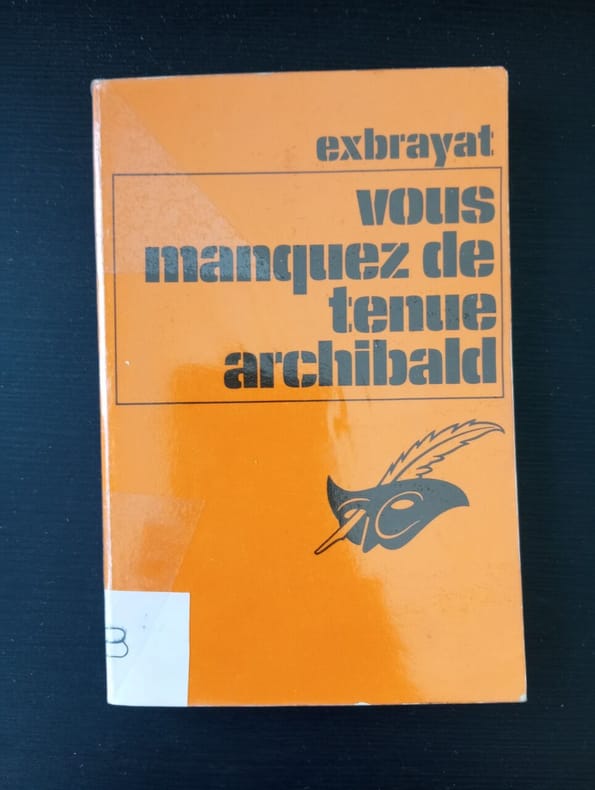 exbrayat
vous
manquez de
tenue
archibald
B